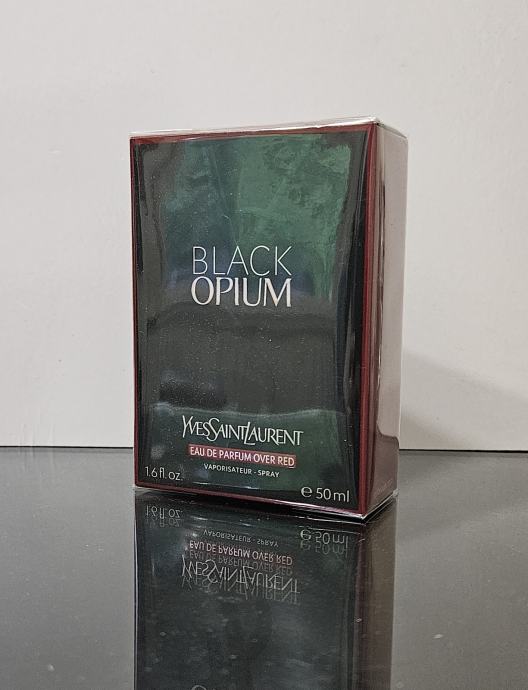 BLACK
OPIUM
YVESSAINTLAURENT
EAU DE PARFUM OVER RED
VAPORISATEUR - SPRAY
1.6 fl. oz. ℮ 50 ml